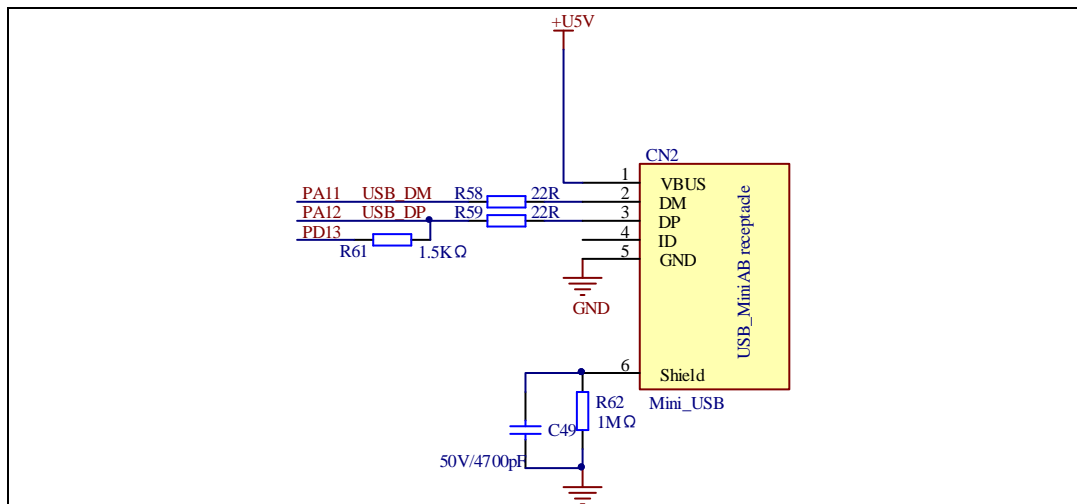 +U5V
CN2
1 VBUS
PA11 USB_DM R58 22R 2 DM
PA12 USB_DP R59 22R 3 DP
PD13 4 ID
R61 1.5KΩ 5 GND
GND
USB_MiniAB receptacle
6 Shield
R62 Mini_USB
C49 1MΩ
50V/4700pF